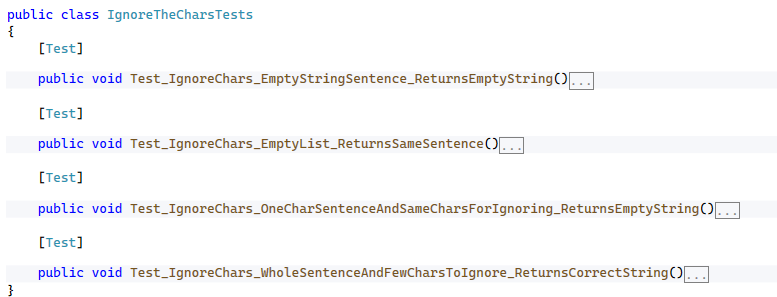 public class IgnoreTheCharsTests
{
    [Test]
    public void Test_IgnoreChars_EmptyStringSentence_ReturnsEmptyString()...
    [Test]
    public void Test_IgnoreChars_EmptyList_ReturnsSameSentence()...
    [Test]
    public void Test_IgnoreChars_OneCharSentenceAndSameCharsForIgnoring_ReturnsEmptyString()...
    [Test]
    public void Test_IgnoreChars_WholeSentenceAndFewCharsToIgnore_ReturnsCorrectString()...
}